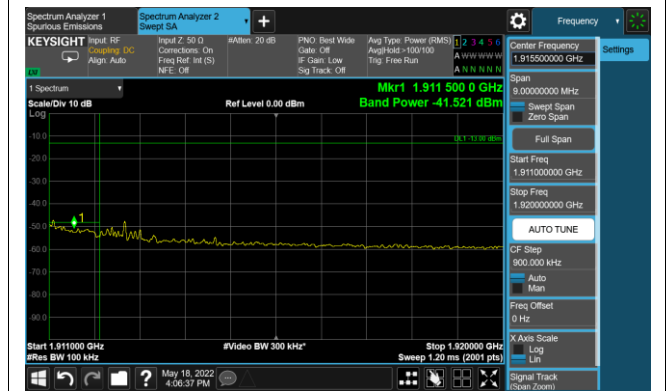 Spectrum Analyzer 1
Spurious Emissions
Spectrum Analyzer 2
Swept SA
Frequency
KEYSIGHT
Input: RF
Coupling: DC
Align: Auto
Input Z: 50 Ω
Corrections: On
Freq Ref: Int (S)
NFE: Off
#Atten: 20 dB
PNO: Best Wide
Gate: Off
IF Gain: Low
Sig Track: Off
Avg Type: Power (RMS)
Avg|Hold:>100/100
Trig: Free Run
1 2 3 4 5 6
A W W W W W
A N N N N N
LW
1 Spectrum
Scale/Div 10 dB
Log
Ref Level 0.00 dBm
Mkr1 1.911 500 0 GHz
Band Power -41.521 dBm
DL1 -13.00 dBm
-10.0
-20.0
-30.0
-40.0
-50.0
-60.0
-70.0
-80.0
-90.0
1
Start 1.911000 GHz
#Res BW 100 kHz
#Video BW 300 kHz*
Stop 1.920000 GHz
Sweep 1.20 ms (2001 pts)
May 18, 2022
4:06:37 PM
Center Frequency
1.915500000 GHz
Settings
Span
9.00000000 MHz
Swept Span
Zero Span
Full Span
Start Freq
1.911000000 GHz
Stop Freq
1.920000000 GHz
AUTO TUNE
CF Step
900.000 kHz
Auto
Man
Freq Offset
0 Hz
X Axis Scale
Log
Lin
Signal Track
(Span Zoom)